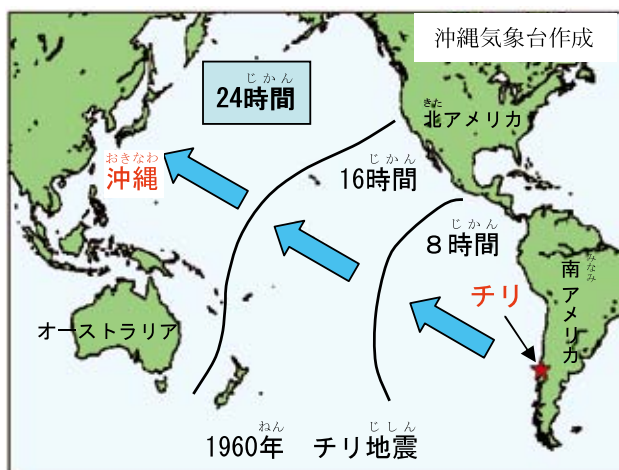 沖縄気象台作成
じかん
24時間
きた
北アメリカ
おきなわ
沖縄
じかん
16時間
じかん
8時間
みなみ
南アメリカ
チリ
オーストラリア
ねん じしん
1960年 チリ地震